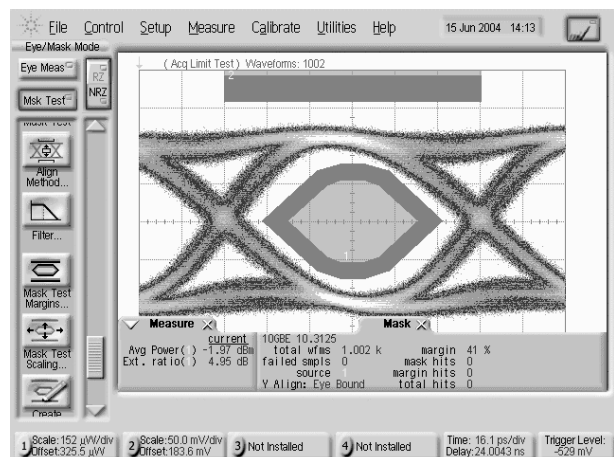 File Control Setup Measure Calibrate Utilities Help 15 Jun 2004 14:13
Eye/Mask Mode
Eye Meas
RZ
NRZ
Msk Test
( Acq Limit Test ) Waveforms: 1002
2
Mask Test
Align
Method...
Filter...
Mask Test
Margins...
Mask Test
Scaling...
Create
1
Measure
current
Avg Power( ) -1.97 dBm
Ext. ratio( ) 4.95 dB
Mask
10GBE 10.3125
total wfms 1.002 k margin 41 %
failed smpls 0 mask hits 0
source 1 margin hits 0
Y Align: Eye Bound total hits 0
1 Scale: 152 µW/div
Offset: 325.5 µW
2 Scale: 50.0 mV/div
Offset: 183.6 mV
3 Not Installed
4 Not Installed
Time: 16.1 ps/div
Delay: 24.0043 ns
Trigger Level:
-529 mV